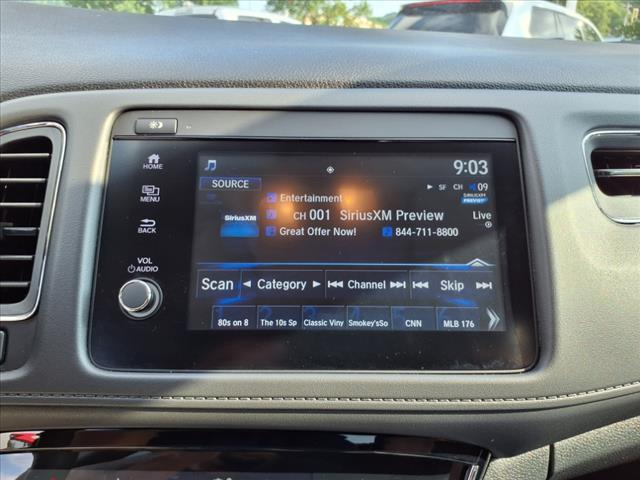 HOME
MENU
BACK
VOL
AUDIO
9:03
SOURCE
SF CH 09
SIRIUSXM
PREVIEW
Entertainment
SiriusXM
CH 001 SiriusXM Preview
Live
Great Offer Now! 844-711-8800
Scan Category Channel Skip
80s on 8 The 10s Sp Classic Viny Smokey'sSo CNN MLB 176